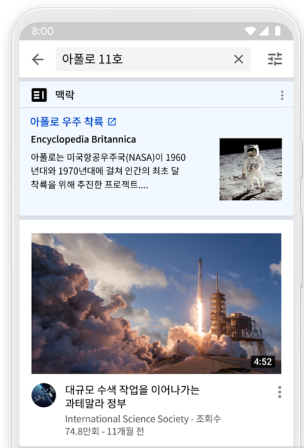 8:00
아폴로 11호
맥락
아폴로 우주 착륙
Encyclopedia Britannica
아폴로는 미국항공우주국(NASA)이 1960
년대와 1970년대에 걸쳐 인간의 최초 달
착륙을 위해 추진한 프로젝트....
4:52
대규모 수색 작업을 이어나가는
과테말라 정부
International Science Society - 조회수
74.8만회 - 11개월 전